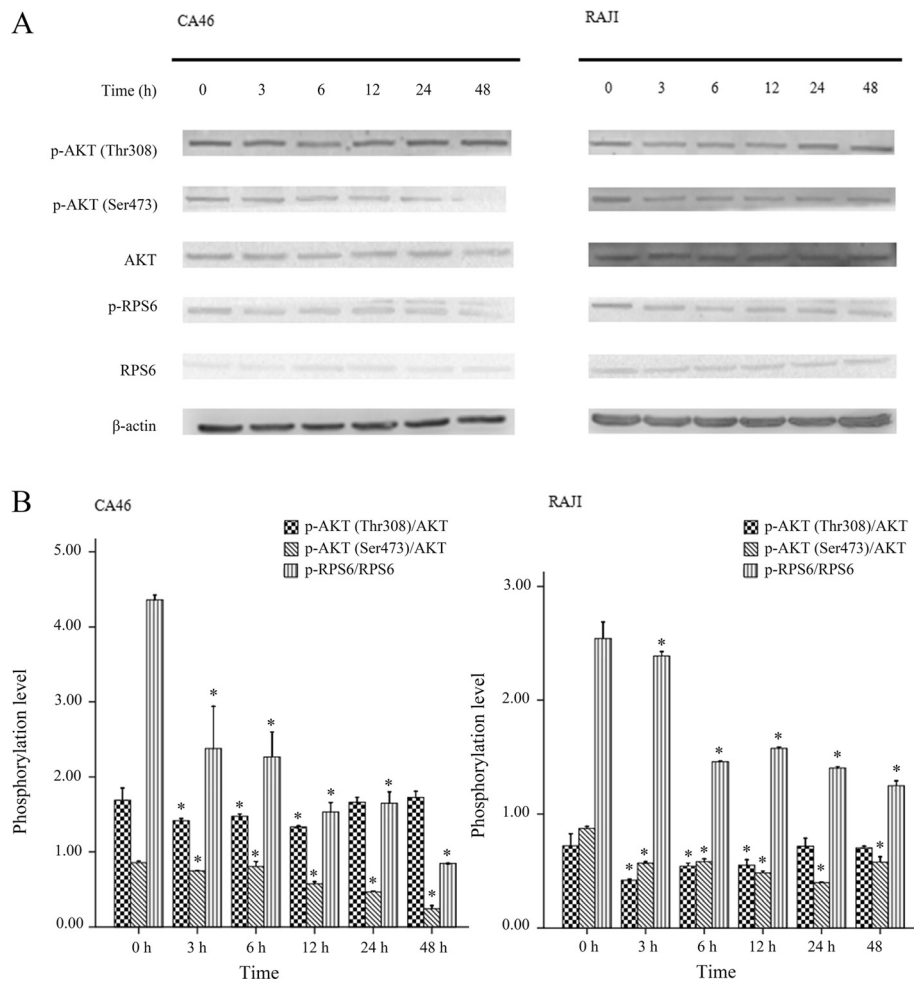 A
CA46
RAJI
Time (h) 0 3 6 12 24 48
0 3 6 12 24 48
p-AKT (Thr308)
p-AKT (Ser473)
AKT
p-RPS6
RPS6
β-actin
B
CA46
p-AKT (Thr308)/AKT
p-AKT (Ser473)/AKT
p-RPS6/RPS6
Phosphorylation level
5.00
4.00
3.00
2.00
1.00
0.00
* * * * * * * * * * * * *
0 h 3 h 6 h 12 h 24 h 48 h
Time
RAJI
p-AKT (Thr308)/AKT
p-AKT (Ser473)/AKT
p-RPS6/RPS6
Phosphorylation level
3.00
2.00
1.00
0.00
* * * * * * * * * * * * *
0 h 3 h 6 h 12 h 24 h 48
Time